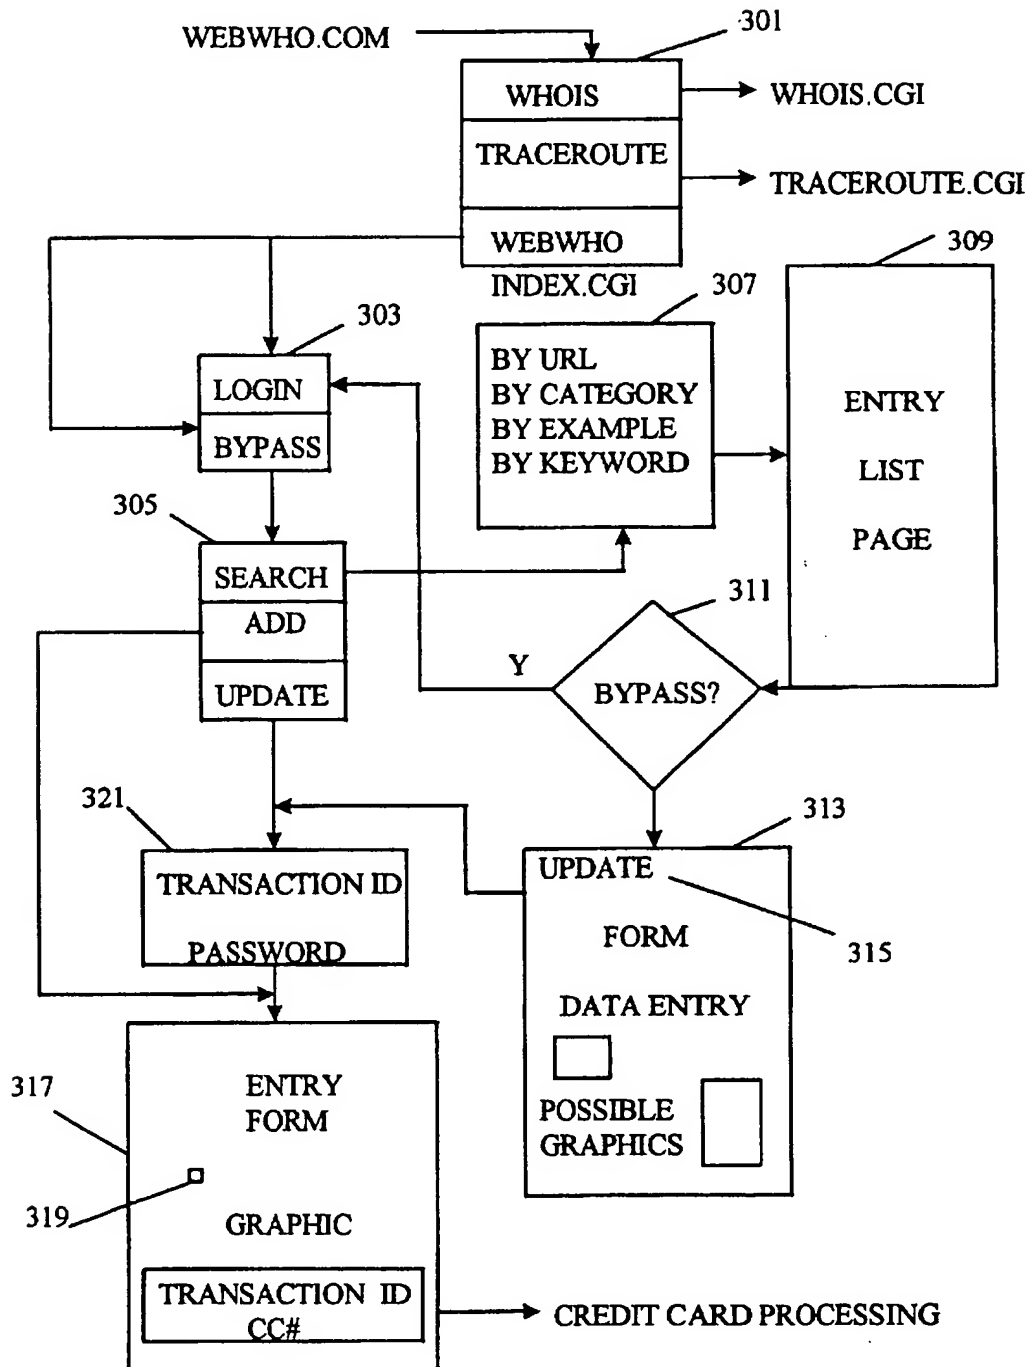 301
WEBWHO.COM
WHOIS
WHOIS.CGI
TRACEROUTE
TRACEROUTE.CGI
WEBWHO
INDEX.CGI
309
307
303
BY URL
BY CATEGORY
BY EXAMPLE
BY KEYWORD
ENTRY
LIST
PAGE
LOGIN
BYPASS
305
SEARCH
ADD
UPDATE
311
Y
BYPASS?
321
313
TRANSACTION ID
PASSWORD
UPDATE
315
FORM
DATA ENTRY
POSSIBLE
GRAPHICS
317
ENTRY
FORM
319
GRAPHIC
TRANSACTION ID
CC#
CREDIT CARD PROCESSING